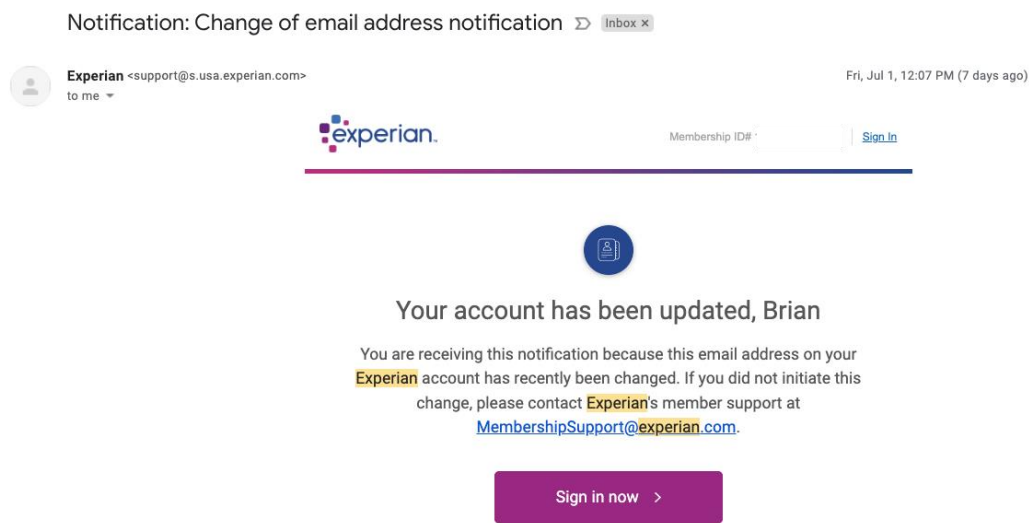 Notification: Change of email address notification Inbox ×
Experian <support@s.usa.experian.com> Fri, Jul 1, 12:07 PM (7 days ago)
to me
experian. Membership ID# Sign In
Your account has been updated, Brian
You are receiving this notification because this email address on your
Experian account has recently been changed. If you did not initiate this
change, please contact Experian's member support at
MembershipSupport@experian.com.
Sign in now >